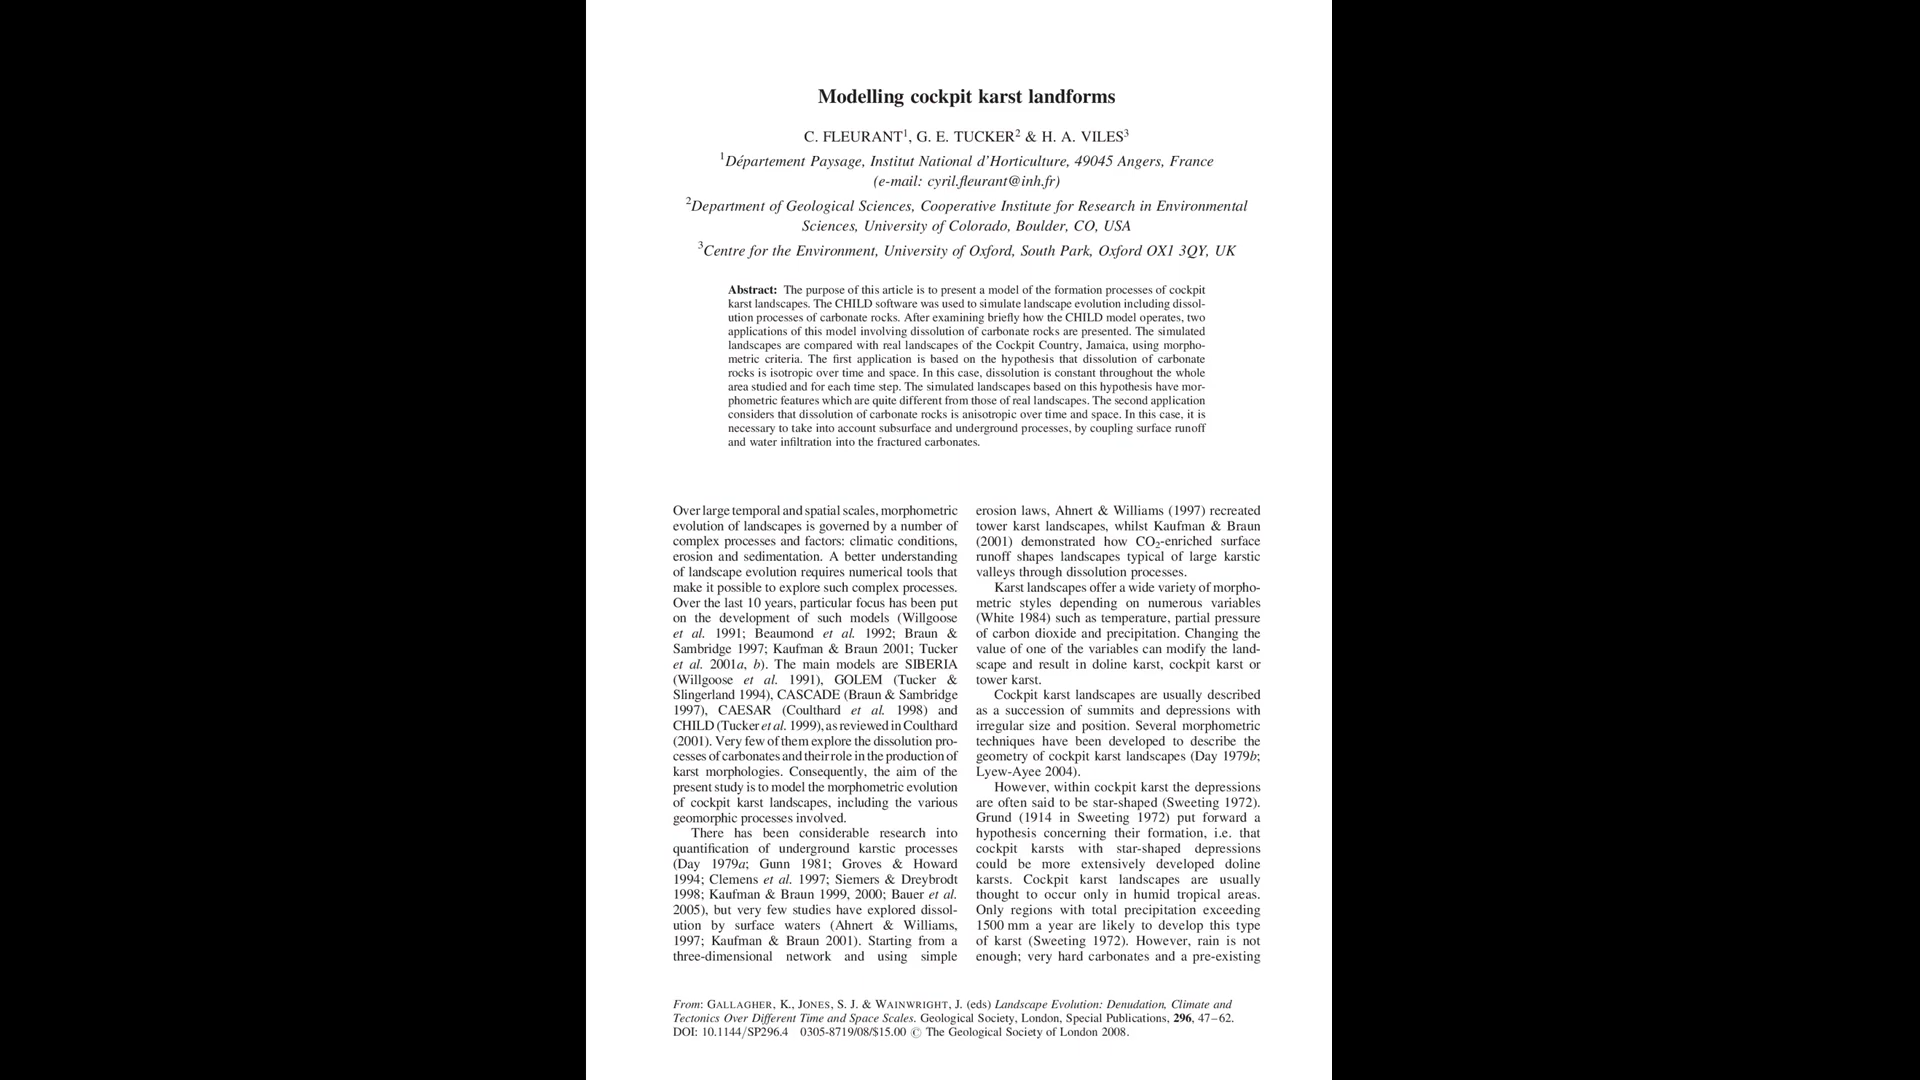 Modelling cockpit karst landforms
C. FLEURANT1, G. E. TUCKER2 & H. A. VILES3
1Département Paysage, Institut National d'Horticulture, 49045 Angers, France
(e-mail: cyril.fleurant@inh.fr)
2Department of Geological Sciences, Cooperative Institute for Research in Environmental
Sciences, University of Colorado, Boulder, CO, USA
3Centre for the Environment, University of Oxford, South Park, Oxford OX1 3QY, UK
Abstract: The purpose of this article is to present a model of the formation processes of cockpit
karst landscapes. The CHILD software was used to simulate landscape evolution including dissol-
ution processes of carbonate rocks. After examining briefly how the CHILD model operates, two
applications of this model involving dissolution of carbonate rocks are presented. The simulated
landscapes are compared with real landscapes of the Cockpit Country, Jamaica, using morpho-
metric criteria. The first application is based on the hypothesis that dissolution of carbonate
rocks is isotropic over time and space. In this case, dissolution is constant throughout the whole
area studied and for each time step. The simulated landscapes based on this hypothesis have mor-
phometric features which are quite different from those of real landscapes. The second application
considers that dissolution of carbonate rocks is anisotropic over time and space. In this case, it is
necessary to take into account subsurface and underground processes, by coupling surface runoff
and water infiltration into the fractured carbonates.
Over large temporal and spatial scales, morphometric
evolution of landscapes is governed by a number of
complex processes and factors: climatic conditions,
erosion and sedimentation. A better understanding
of landscape evolution requires numerical tools that
make it possible to explore such complex processes.
Over the last 10 years, particular focus has been put
on the development of such models (Willgoose
et al. 1991; Beaumond et al. 1992; Braun &
Sambridge 1997; Kaufman & Braun 2001; Tucker
et al. 2001a, b). The main models are SIBERIA
(Willgoose et al. 1991), GOLEM (Tucker &
Slingerland 1994), CASCADE (Braun & Sambridge
1997), CAESAR (Coulthard et al. 1998) and
CHILD (Tucker et al. 1999), as reviewed in Coulthard
(2001). Very few of them explore the dissolution pro-
cesses of carbonates and their role in the production of
karst morphologies. Consequently, the aim of the
present study is to model the morphometric evolution
of cockpit karst landscapes, including the various
geomorphic processes involved.
There has been considerable research into
quantification of underground karstic processes
(Day 1979a; Gunn 1981; Groves & Howard
1994; Clemens et al. 1997; Siemers & Dreybrodt
1998; Kaufman & Braun 1999, 2000; Bauer et al.
2005), but very few studies have explored dissol-
ution by surface waters (Ahnert & Williams,
1997; Kaufman & Braun 2001). Starting from a
three-dimensional network and using simple
erosion laws, Ahnert & Williams (1997) recreated
tower karst landscapes, whilst Kaufman & Braun
(2001) demonstrated how CO2-enriched surface
runoff shapes landscapes typical of large karstic
valleys through dissolution processes.
Karst landscapes offer a wide variety of morpho-
metric styles depending on numerous variables
(White 1984) such as temperature, partial pressure
of carbon dioxide and precipitation. Changing the
value of one of the variables can modify the land-
scape and result in doline karst, cockpit karst or
tower karst.
Cockpit karst landscapes are usually described
as a succession of summits and depressions with
irregular size and position. Several morphometric
techniques have been developed to describe the
geometry of cockpit karst landscapes (Day 1979b;
Lyew-Ayee 2004).
However, within cockpit karst the depressions
are often said to be star-shaped (Sweeting 1972).
Grund (1914 in Sweeting 1972) put forward a
hypothesis concerning their formation, i.e. that
cockpit karsts with star-shaped depressions
could be more extensively developed doline
karsts. Cockpit karst landscapes are usually
thought to occur only in humid tropical areas.
Only regions with total precipitation exceeding
1500 mm a year are likely to develop this type
of karst (Sweeting 1972). However, rain is not
enough; very hard carbonates and a pre-existing
From: GALLAGHER, K., JONES, S. J. & WAINWRIGHT, J. (eds) Landscape Evolution: Denudation, Climate and
Tectonics Over Different Time and Space Scales. Geological Society, London, Special Publications, 296, 47–62.
DOI: 10.1144/SP296.4 0305-8719/08/$15.00 © The Geological Society of London 2008.